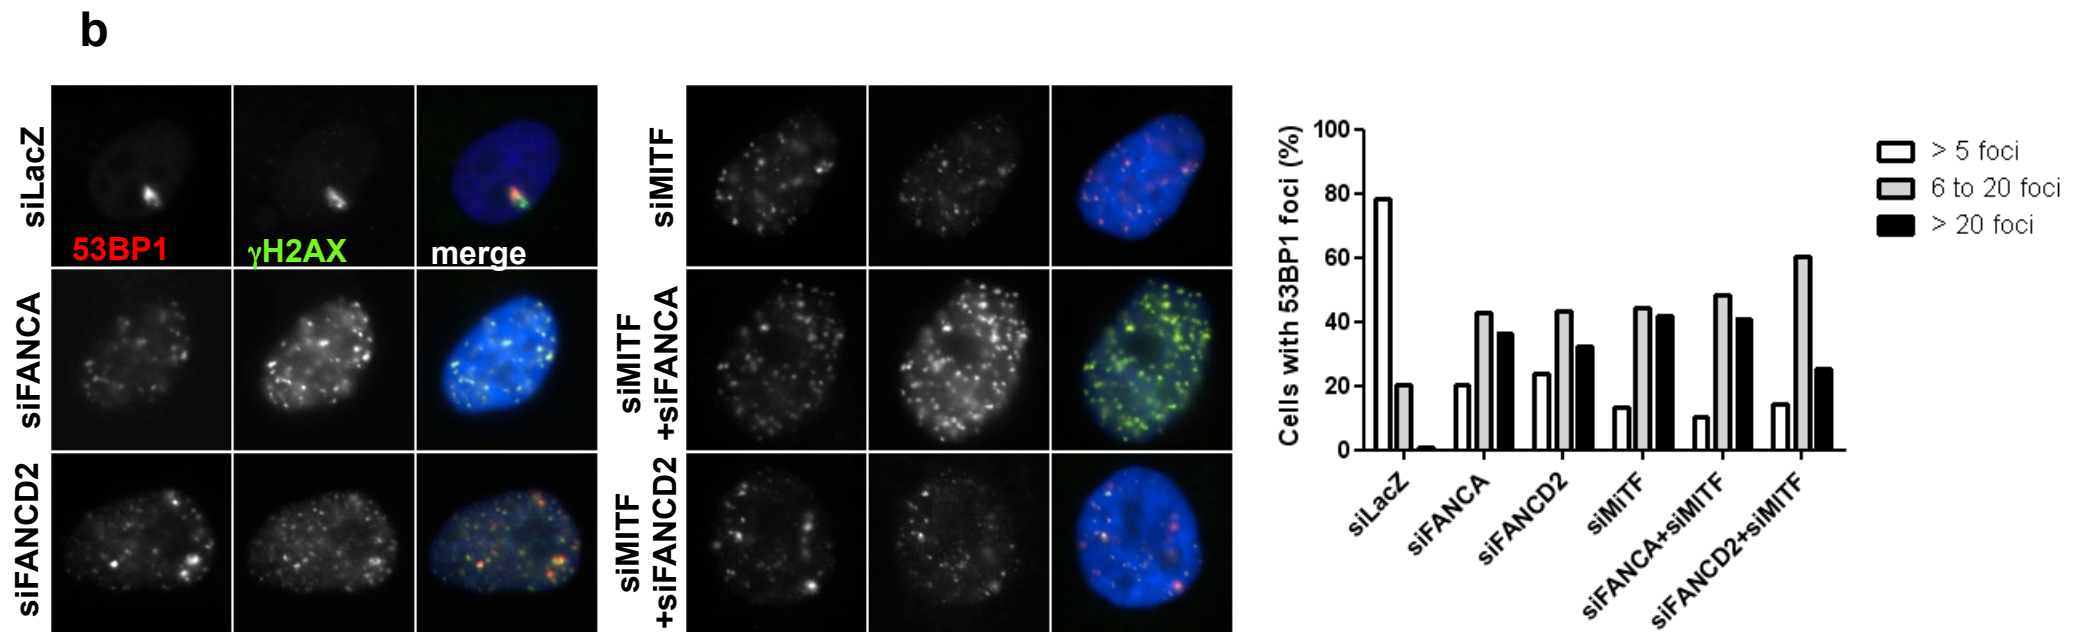 b
siLacZ
53BP1
γH2AX
merge
siFANCA
siFANCD2
siMITF
siMITF
+siFANCA
siMITF
+siFANCD2
Cells with 53BP1 foci (%)
100
80
60
40
20
0
siLacZ
siFANCA
siFANCD2
siMiTF
siFANCA+siMITF
siFANCD2+siMITF
> 5 foci
6 to 20 foci
> 20 foci